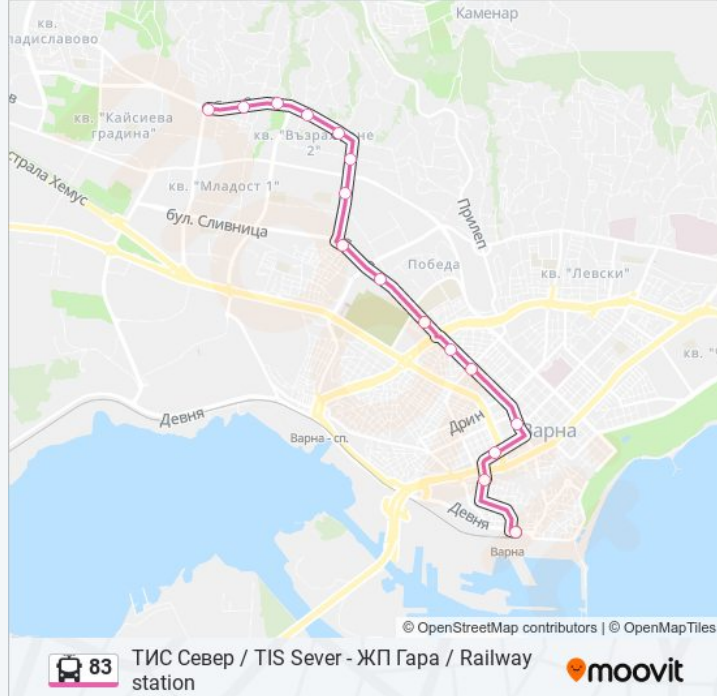 кв.
ладиславово
Каменар
в
кв. "Кайсиева
градина"
кв. "Възраждане
2"
страла Хемус
кв. "Младост 1"
бул. Сливница
Прилеп
Победа
кв. "Левски"
кв. "
Девня
Дрин
Варна
Варна - сп.
Девня
Варна
© OpenStreetMap contributors | © OpenMapTiles
83
ТИС Север / TIS Sever - ЖП Гара / Railway
station
moovit